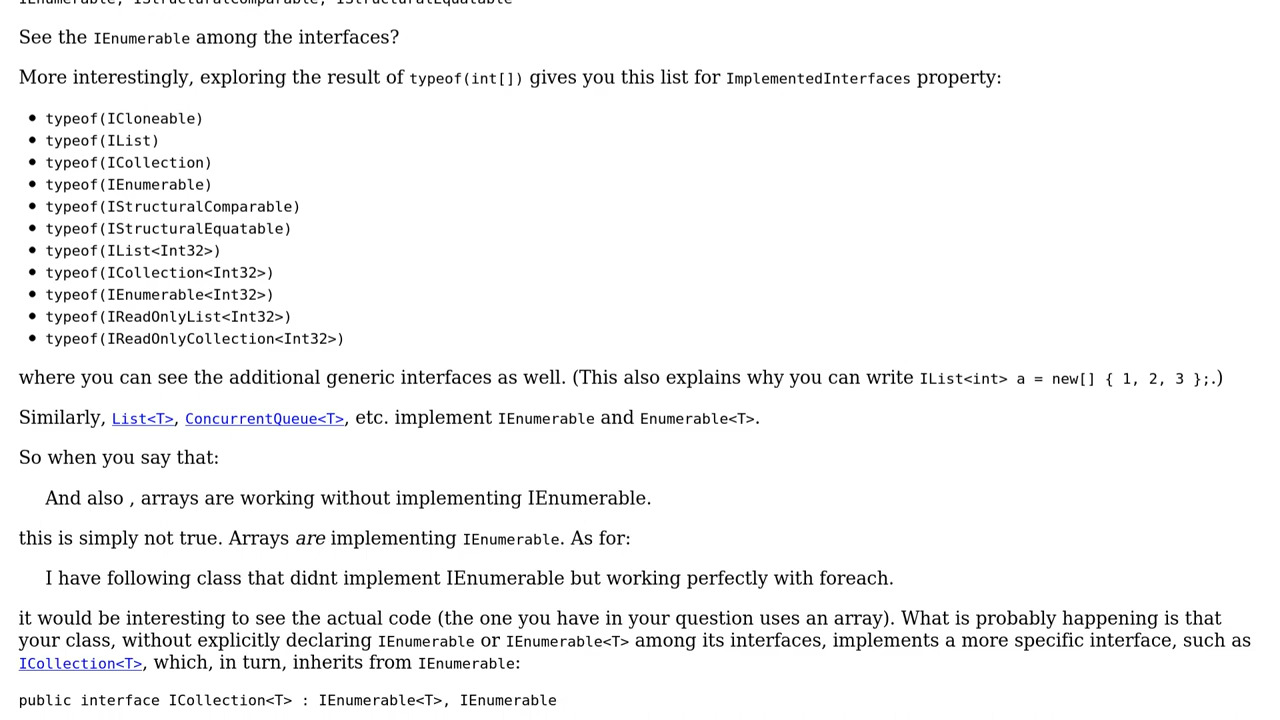 IEnumerable, IStructuralComparable, IStructuralEquatable
See the IEnumerable among the interfaces?
More interestingly, exploring the result of typeof(int[]) gives you this list for ImplementedInterfaces property:
typeof(ICloneable)
typeof(IList)
typeof(ICollection)
typeof(IEnumerable)
typeof(IStructuralComparable)
typeof(IStructuralEquatable)
typeof(IList<Int32>)
typeof(ICollection<Int32>)
typeof(IEnumerable<Int32>)
typeof(IReadOnlyList<Int32>)
typeof(IReadOnlyCollection<Int32>)
where you can see the additional generic interfaces as well. (This also explains why you can write IList<int> a = new[] { 1, 2, 3 };.)
Similarly, List<T>, ConcurrentQueue<T>, etc. implement IEnumerable and Enumerable<T>.
So when you say that:
And also , arrays are working without implementing IEnumerable.
this is simply not true. Arrays are implementing IEnumerable. As for:
I have following class that didnt implement IEnumerable but working perfectly with foreach.
it would be interesting to see the actual code (the one you have in your question uses an array). What is probably happening is that
your class, without explicitly declaring IEnumerable or IEnumerable<T> among its interfaces, implements a more specific interface, such as
ICollection<T>, which, in turn, inherits from IEnumerable:
public interface ICollection<T> : IEnumerable<T>, IEnumerable